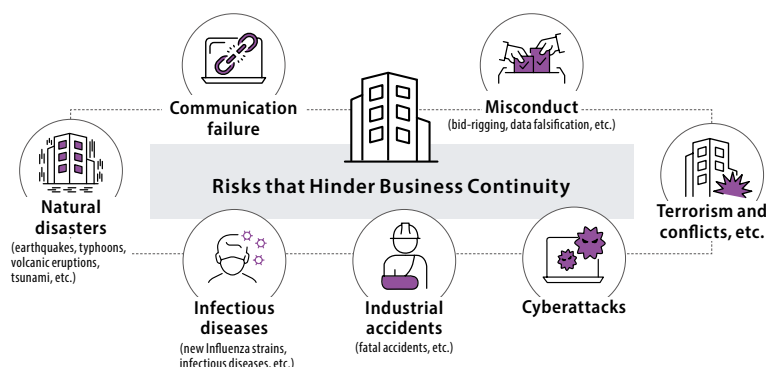 Communication
failure
Misconduct
(bid-rigging, data falsification, etc.)
Risks that Hinder Business Continuity
Natural
disasters
(earthquakes, typhoons,
volcanic eruptions,
tsunami, etc.)
Terrorism and
conflicts, etc.
Infectious
diseases
(new Influenza strains,
infectious diseases, etc.)
Industrial
accidents
(fatal accidents, etc.)
Cyberattacks